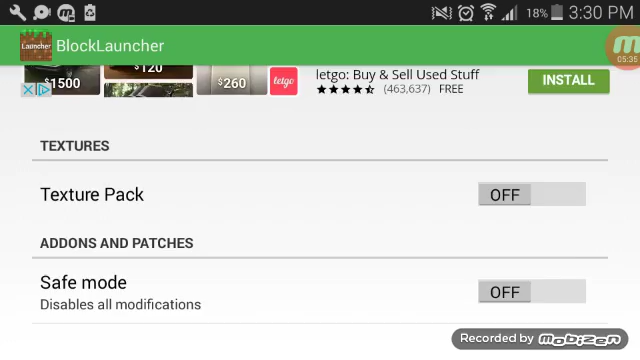 18% 3:30 PM
Launcher BlockLauncher
05:35
$1500 $120 $260 letgo letgo: Buy & Sell Used Stuff INSTALL
(463,637) FREE
TEXTURES
Texture Pack OFF
ADDONS AND PATCHES
Safe mode OFF
Disables all modifications
Recorded by mobizen